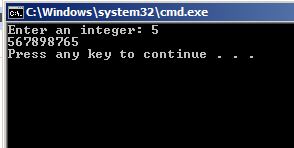 C:\Windows\system32\cmd.exe
Enter an integer: 5
567898765
Press any key to continue . . .